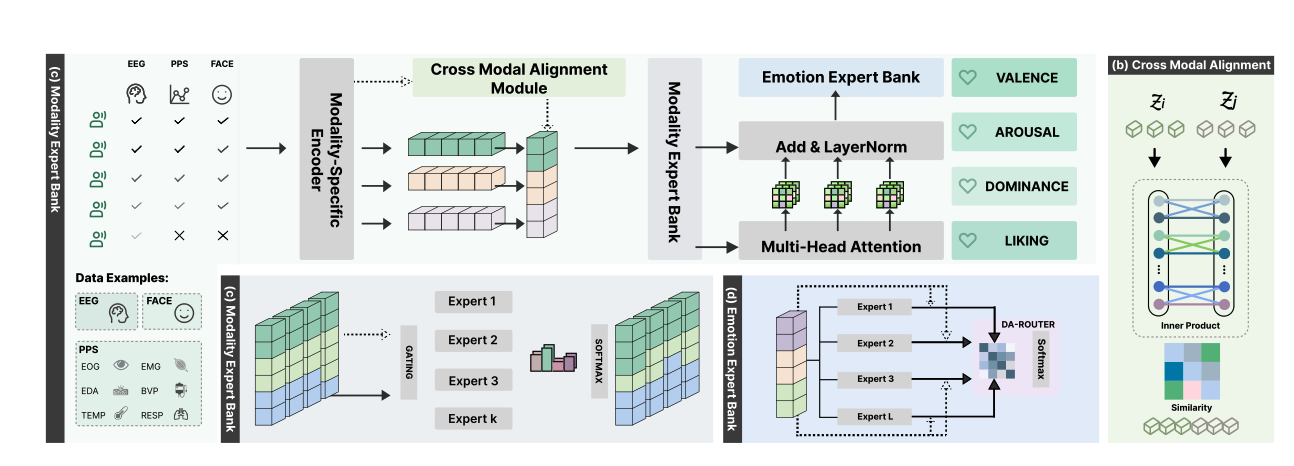 (c) Modality Expert Bank
EEG PPS FACE
Data Examples:
EEG
FACE
PPS
EOG
EMG
EDA
BVP
TEMP
RESP
Modality-Specific
Encoder
Cross Modal Alignment
Module
Modality Expert Bank
Emotion Expert Bank
Add & LayerNorm
Multi-Head Attention
VALENCE
AROUSAL
DOMINANCE
LIKING
(c) Modality Expert Bank
GATING
Expert 1
Expert 2
Expert 3
Expert k
SOFTMAX
(d) Emotion Expert Bank
Expert 1
Expert 2
Expert 3
Expert L
DA-ROUTER
Softmax
(b) Cross Modal Alignment
Zi Zj
Inner Product
Similarity